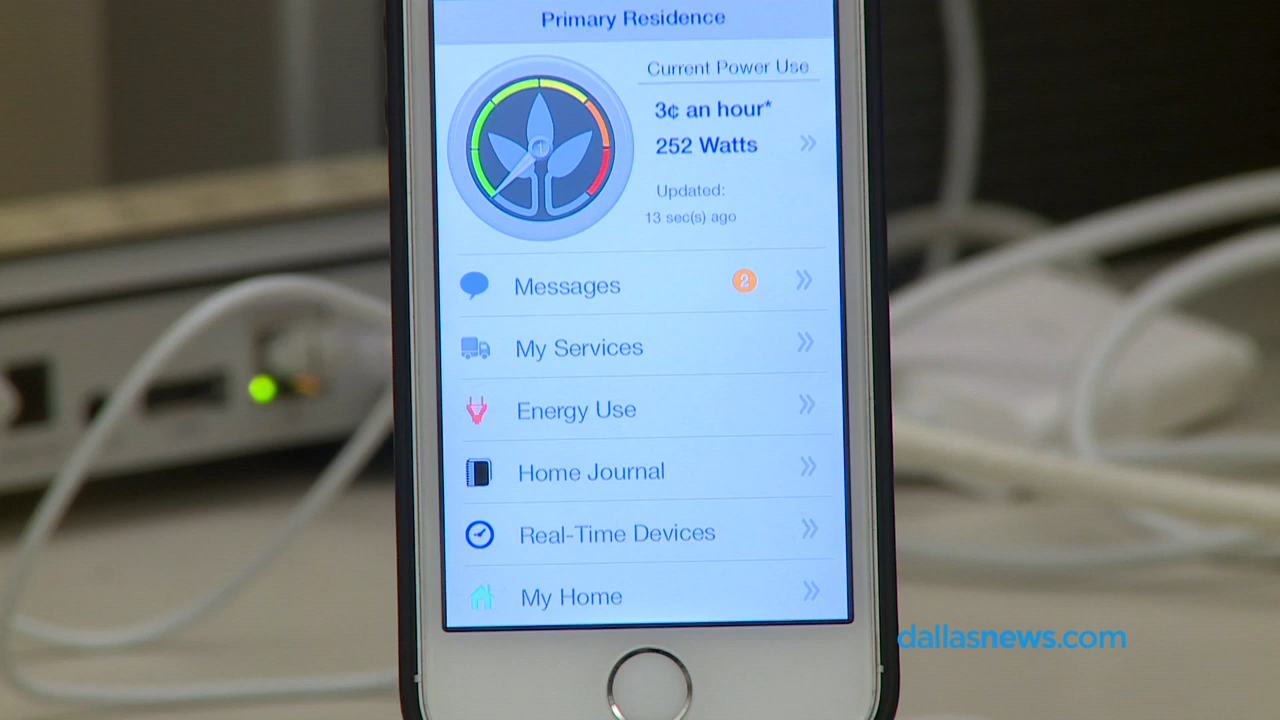 Primary Residence
Current Power Use
3¢ an hour*
252 Watts
Updated:
13 sec(s) ago
Messages 2
My Services
Energy Use
Home Journal
Real-Time Devices
My Home
dallasnews.com